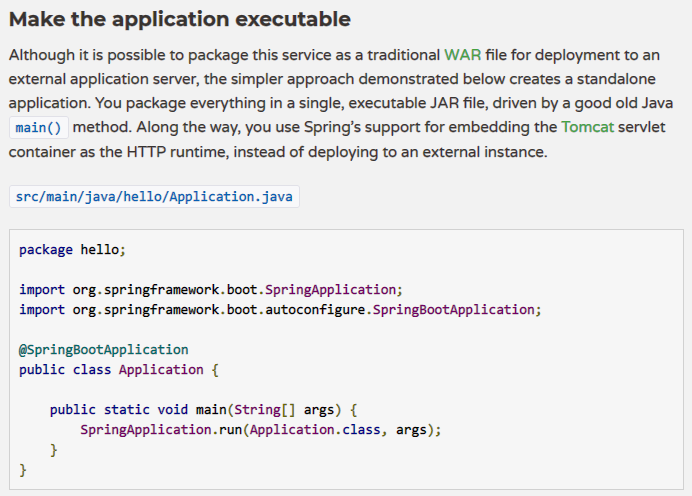 Make the application executable
Although it is possible to package this service as a traditional WAR file for deployment to an
external application server, the simpler approach demonstrated below creates a standalone
application. You package everything in a single, executable JAR file, driven by a good old Java
main() method. Along the way, you use Spring's support for embedding the Tomcat servlet
container as the HTTP runtime, instead of deploying to an external instance.
src/main/java/hello/Application.java
package hello;
import org.springframework.boot.SpringApplication;
import org.springframework.boot.autoconfigure.SpringBootApplication;
@SpringBootApplication
public class Application {
    public static void main(String[] args) {
        SpringApplication.run(Application.class, args);
    }
}